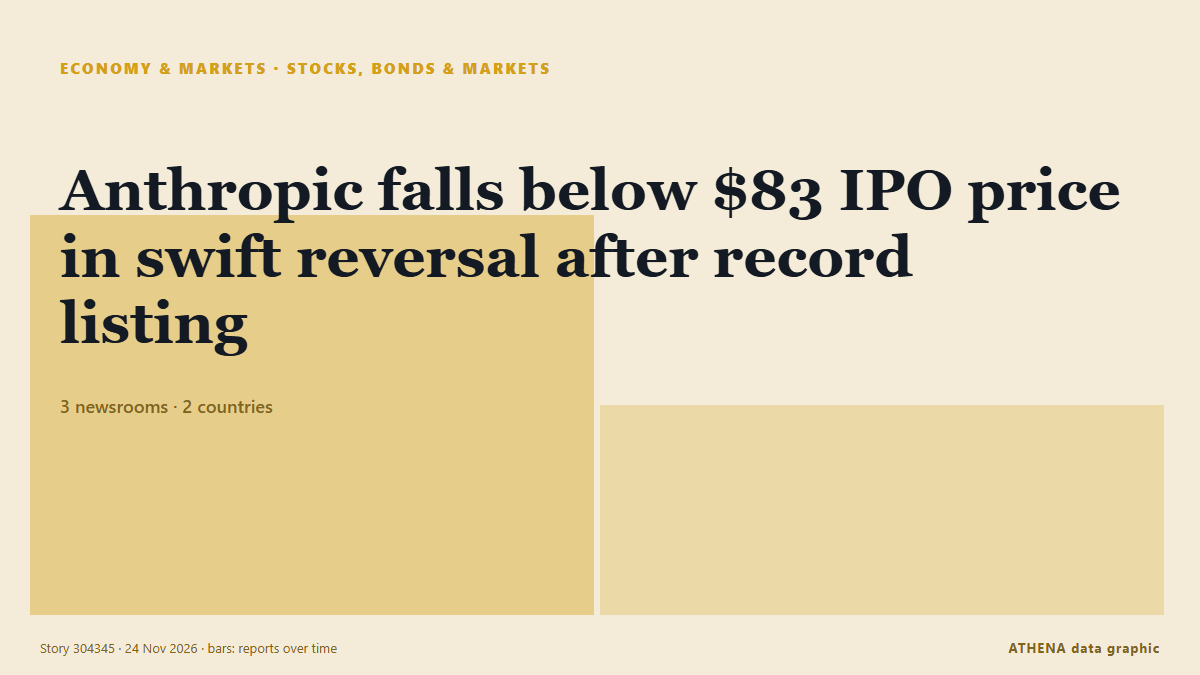 ECONOMY & MARKETS · STOCKS, BONDS & MARKETS
Anthropic falls below $83 IPO price
in swift reversal after record
listing
3 newsrooms · 2 countries
Story 304345 · 24 Nov 2026 · bars: reports over time
ATHENA data graphic